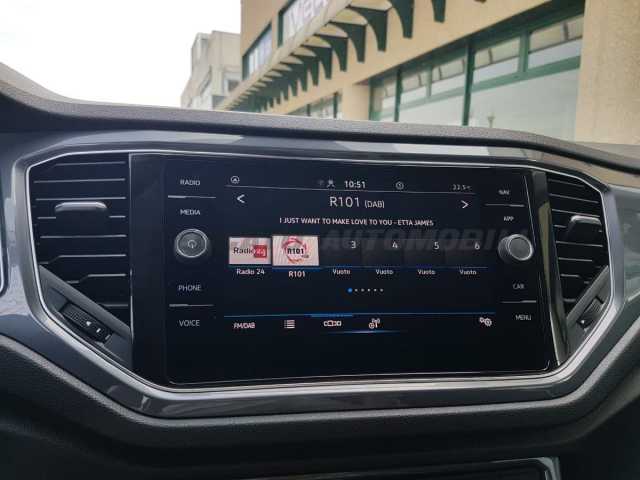 RADIO
MEDIA
PHONE
VOICE
10:51
22.5°C
R101 (DAB)
I JUST WANT TO MAKE LOVE TO YOU - ETTA JAMES
Radio 24
R101
3
4
5
6
Radio 24
R101
Vuoto
Vuoto
Vuoto
Vuoto
FM/DAB
NAV
APP
CAR
MENU
AUTOMOBILI